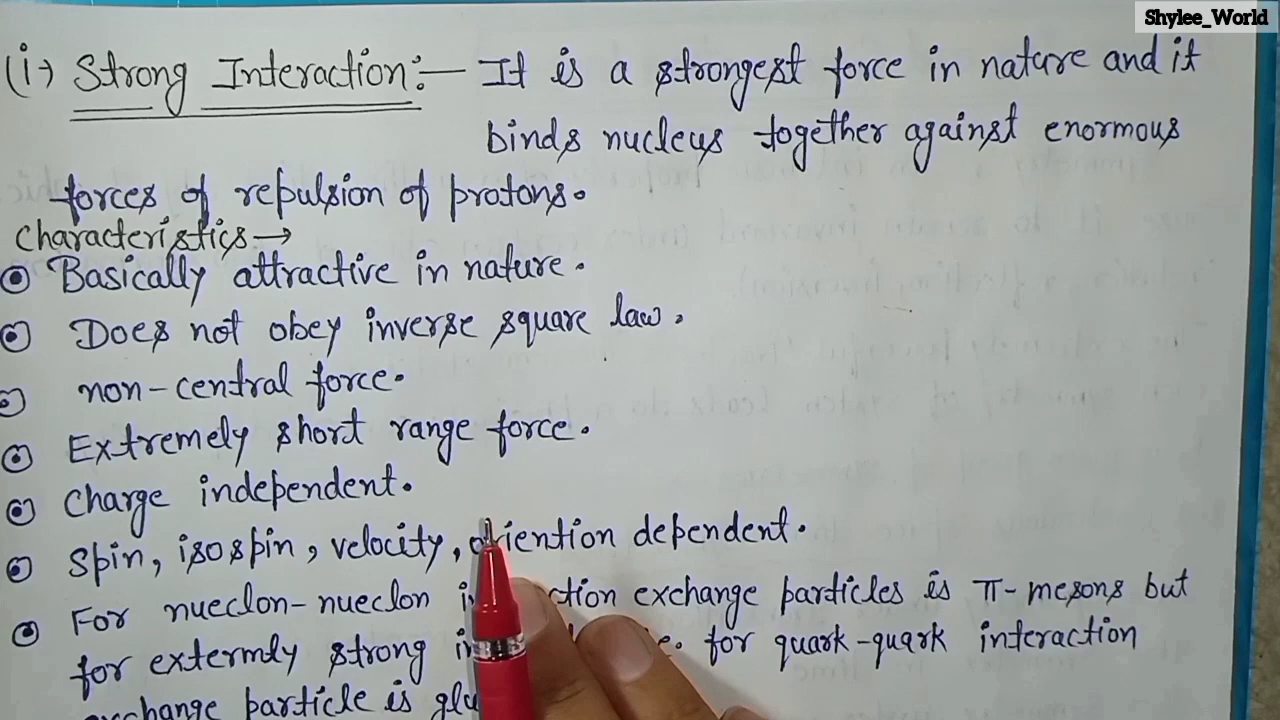 Shylee_World
(i) Strong Interaction:— It is a strongest force in nature and it
binds nucleus together against enormous
forces of repulsion of protons.
Characteristics →
Basically attractive in nature.
Does not obey inverse square law.
non-central force.
Extremely short range force.
Charge independent.
Spin, isospin, velocity, oriention dependent.
For nueclon-nueclon exchange particles is π-mesons but
for extermly strong for quark-quark interaction
exchange particle is